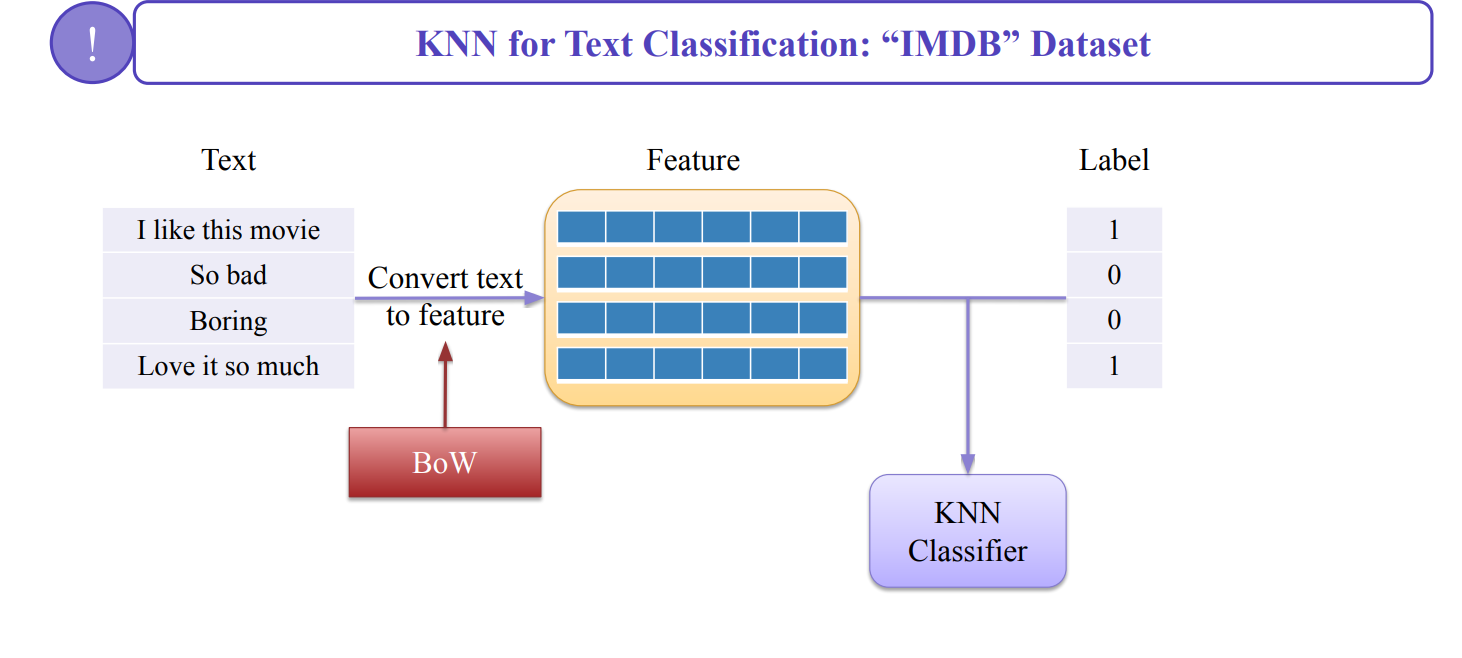 !
KNN for Text Classification: “IMDB” Dataset
Text
Feature
Label
I like this movie
1
So bad
0
Boring
0
Love it so much
1
Convert text
to feature
BoW
KNN
Classifier